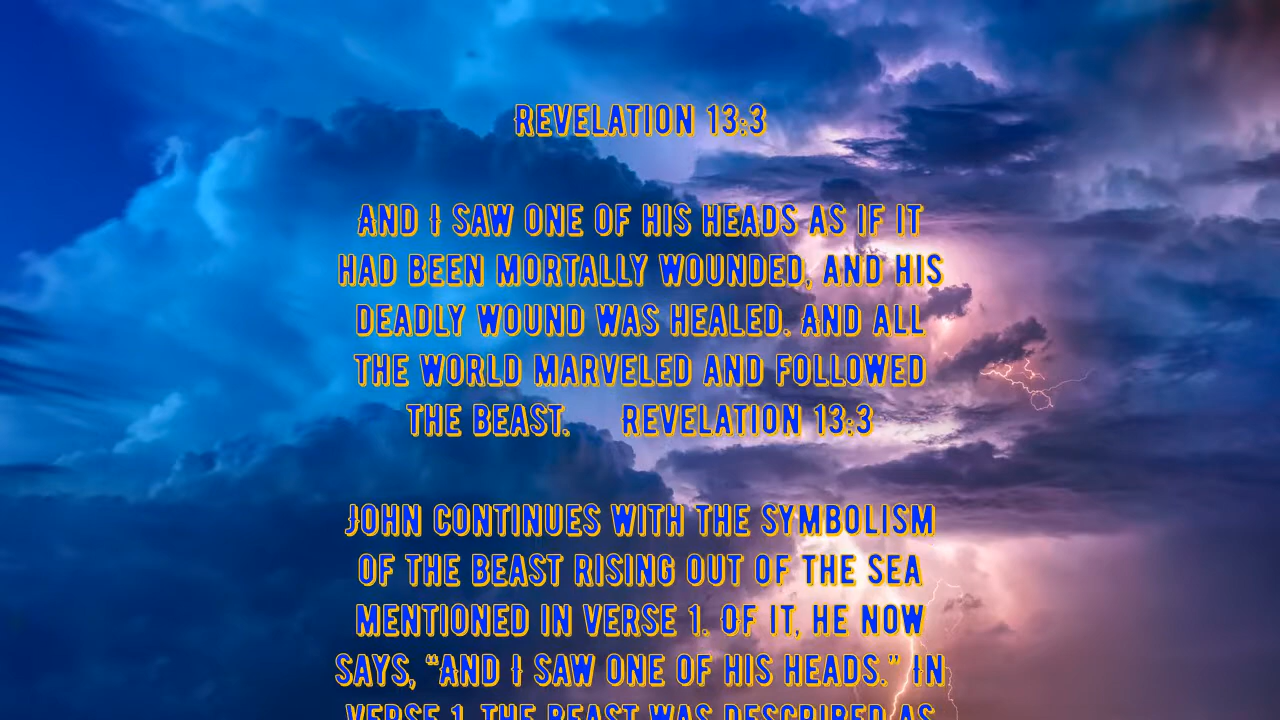 REVELATION 13:3
AND I SAW ONE OF HIS HEADS AS IF IT
HAD BEEN MORTALLY WOUNDED, AND HIS
DEADLY WOUND WAS HEALED. AND ALL
THE WORLD MARVELED AND FOLLOWED
THE BEAST. REVELATION 13:3
JOHN CONTINUES WITH THE SYMBOLISM
OF THE BEAST RISING OUT OF THE SEA
MENTIONED IN VERSE 1. OF IT, HE NOW
SAYS, “AND I SAW ONE OF HIS HEADS.” IN
VERSE 1, THE BEAST WAS DESCRIBED AS